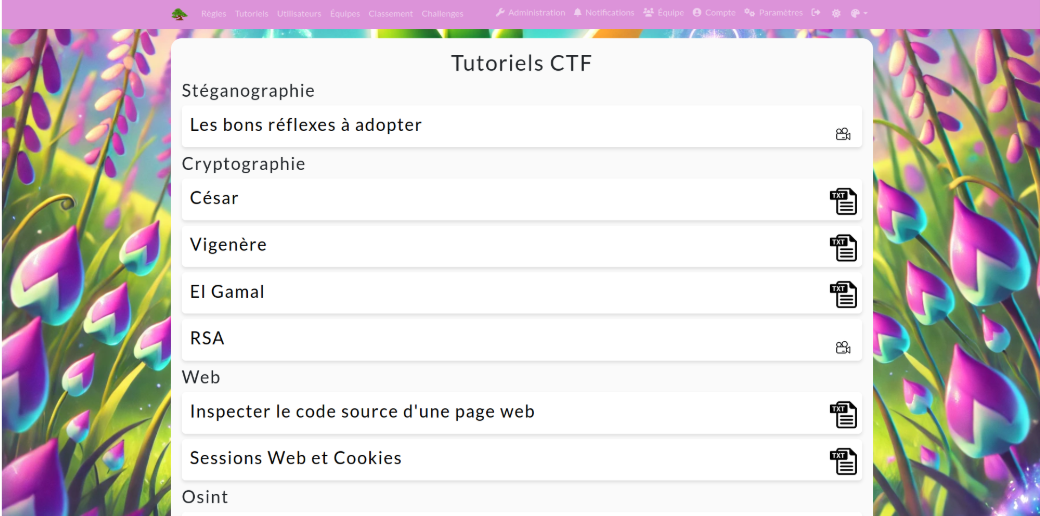 Règles Tutoriels Utilisateurs Équipes Classement Challenges Administration Notifications Équipe Compte Paramètres
Tutoriels CTF
Stéganographie
Les bons réflexes à adopter
Cryptographie
César
TXT
Vigenère
TXT
El Gamal
TXT
RSA
Web
Inspecter le code source d'une page web
TXT
Sessions Web et Cookies
TXT
Osint